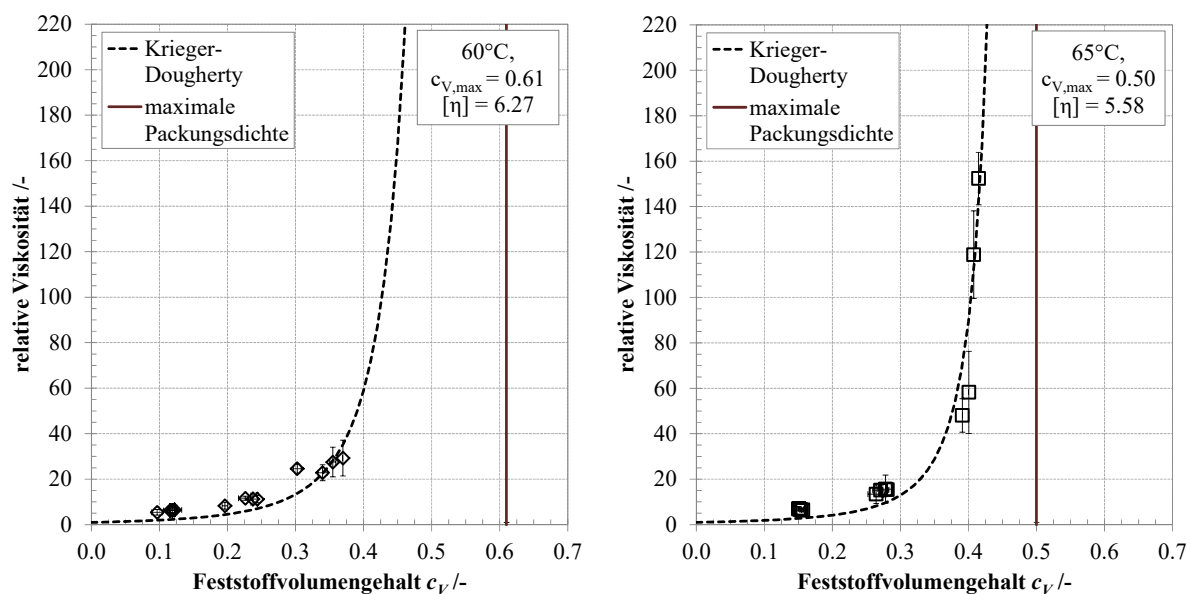 220
200
180
160
140
120
100
80
60
40
20
0
relative Viskosität /-
Krieger-
Dougherty
maximale
Packungsdichte
60°C,
c_{V,max} = 0.61
[η] = 6.27
0.0 0.1 0.2 0.3 0.4 0.5 0.6 0.7
Feststoffvolumengehalt c_V /-
220
200
180
160
140
120
100
80
60
40
20
0
relative Viskosität /-
Krieger-
Dougherty
maximale
Packungsdichte
65°C,
c_{V,max} = 0.50
[η] = 5.58
0.0 0.1 0.2 0.3 0.4 0.5 0.6 0.7
Feststoffvolumengehalt c_V /-